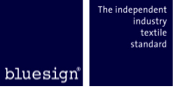 The independent
industry
textile
standard
bluesign®